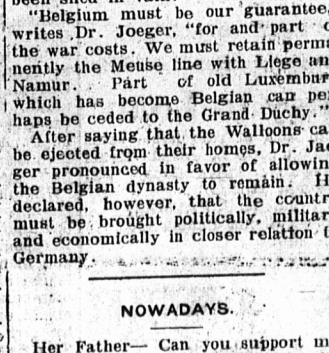 "Belgium must be our guarantee,
writes Dr. Joeger, "for and part o
the war costs. We must retain perm
nently the Meuse line with Liege an
Namur. Part of old Luxembur
which has become Belgian can pe
haps be ceded to the Grand Duchy."
After saying that the Walloons ca
be ejected from their homes, Dr. Jae
ger pronounced in favor of allowin
the Belgian dynasty to remain. H
declared, however, that the countr
must be brought politically, militar
and economically in closer relation t
Germany.
NOWADAYS.
Her Father— Can you support m